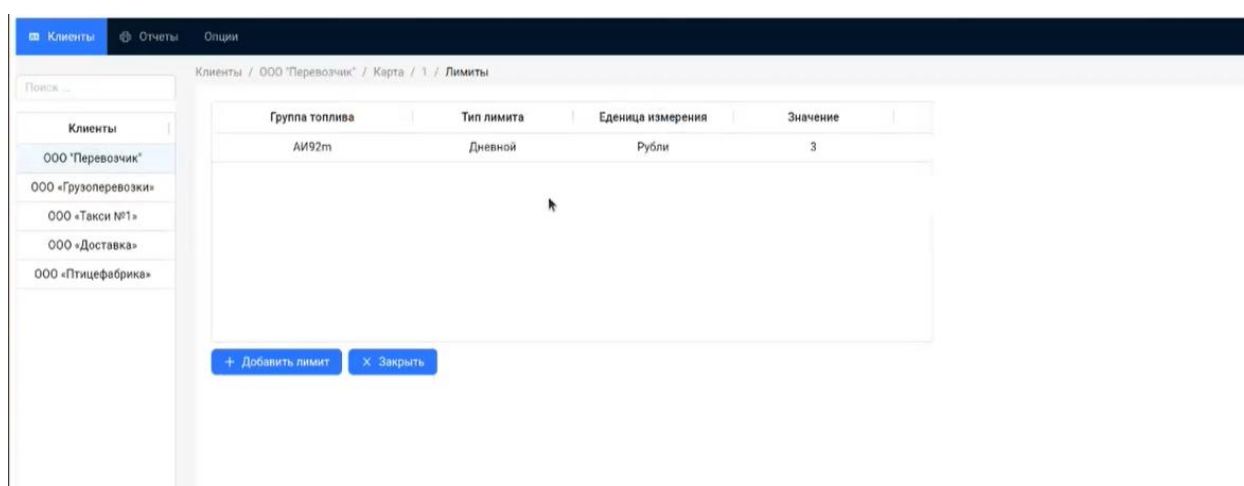 Клиенты Отчеты Опции
Клиенты / ООО "Перевозчик" / Карта / 1 / Лимиты
Поиск ...
Клиенты
ООО "Перевозчик"
ООО «Грузоперевозки»
ООО «Такси №1»
ООО «Доставка»
ООО «Птицефабрика»
Группа топлива Тип лимита Еденица измерения Значение
АИ92m Дневной Рубли 3
+ Добавить лимит × Закрыть